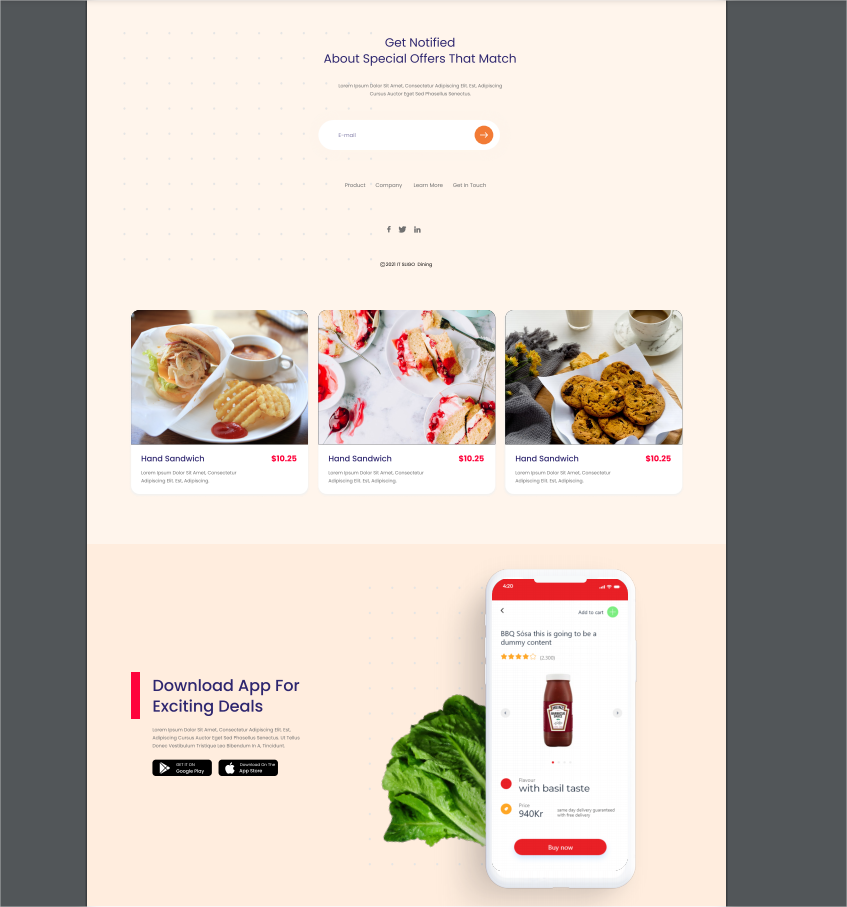 Get Notified
About Special Offers That Match
Lorem Ipsum Dolor Sit Amet, Consectetur Adipiscing Elit. Est, Adipiscing
Cursus Auctor Eget Sed Phasellus Senectus.
E-mail
Product Company Learn More Get In Touch
©2021 IT SLIGO Dining
Hand Sandwich $10.25
Lorem Ipsum Dolor Sit Amet, Consectetur
Adipiscing Elit. Est, Adipiscing.
Hand Sandwich $10.25
Lorem Ipsum Dolor Sit Amet, Consectetur
Adipiscing Elit. Est, Adipiscing.
Hand Sandwich $10.25
Lorem Ipsum Dolor Sit Amet, Consectetur
Adipiscing Elit. Est, Adipiscing.
Download App For
Exciting Deals
Lorem Ipsum Dolor Sit Amet, Consectetur Adipiscing Elit. Est,
Adipiscing Cursus Auctor Eget Sed Phasellus Senectus. Ut Tellus
Donec Vestibulum Tristique Leo Bibendum In A, Tincidunt.
GET IT ON
Google Play
Download On The
App Store
4:20
Add to cart
BBQ Sósa this is going to be a
dummy content
HEINZ
Flavour
with basil taste
Price
940Kr
same day delivery guaranteed
with free delivery
Buy now